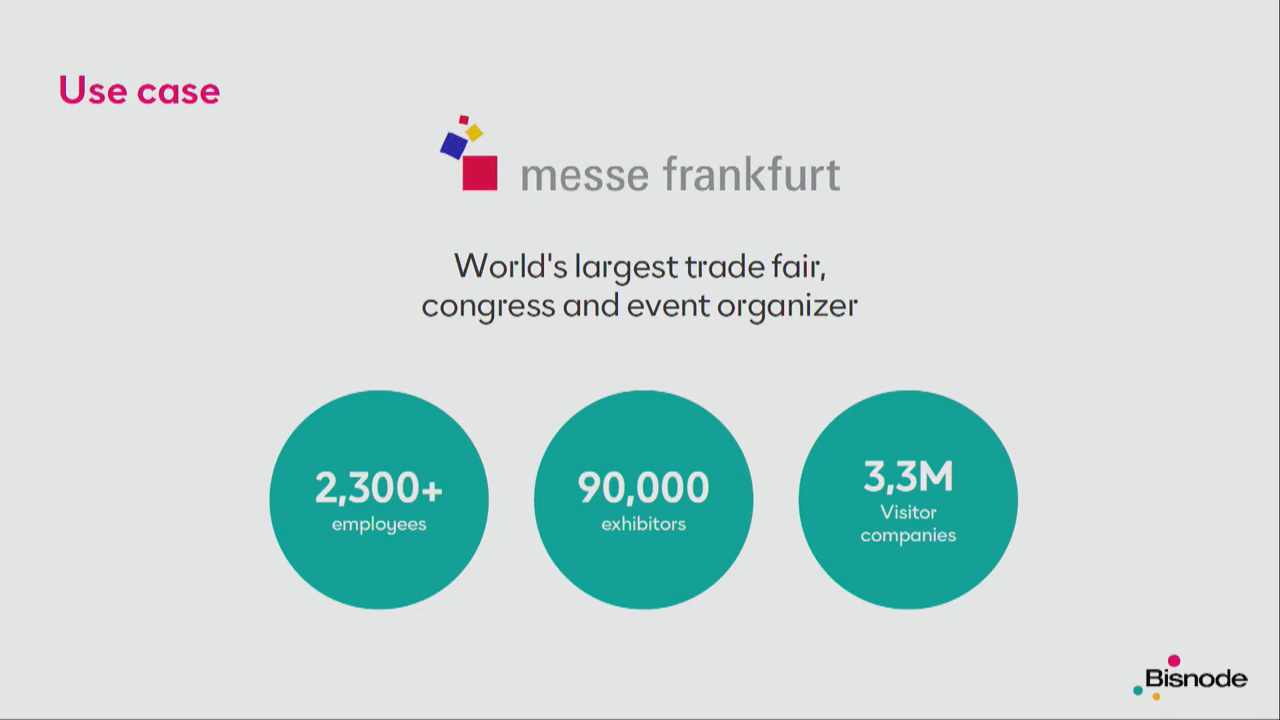 Use case
messe frankfurt
World's largest trade fair,
congress and event organizer
2,300+
employees
90,000
exhibitors
3,3M
Visitor
companies
Bisnode